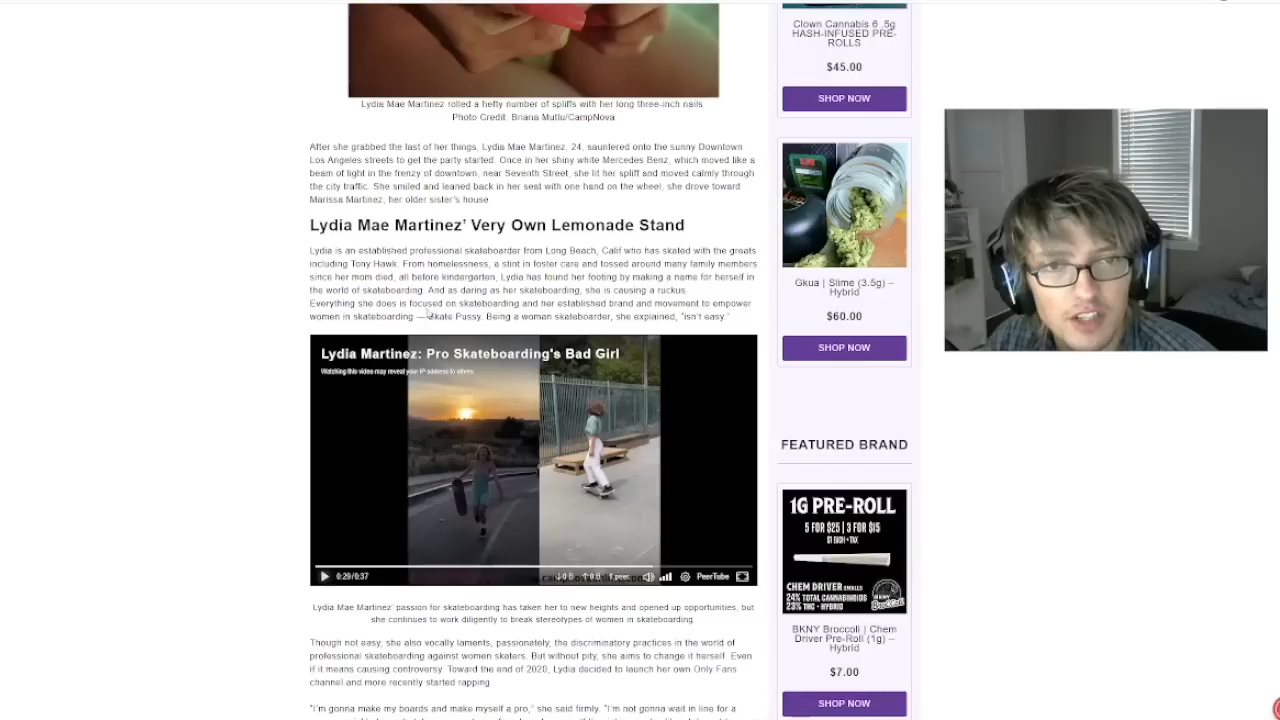 Lydia Mae Martinez rolled a hefty number of spliffs with her long three-inch nails
Photo Credit: Briana Mutlu/CampNova
After she grabbed the last of her things, Lydia Mae Martinez, 24, sauntered onto the sunny Downtown
Los Angeles streets to get the party started. Once in her shiny white Mercedes Benz, which moved like a
beam of light in the frenzy of downtown, near Seventh Street, she lit her spliff and moved calmly through
the city traffic. She smiled and leaned back in her seat with one hand on the wheel, she drove toward
Marissa Martinez, her older sister's house.
Lydia Mae Martinez' Very Own Lemonade Stand
Lydia is an established professional skateboarder from Long Beach, Calif who has skated with the greats
including Tony Hawk. From homelessness, a stint in foster care and tossed around many family members
since her mom died, all before kindergarten, Lydia has found her footing by making a name for herself in
the world of skateboarding. And as daring as her skateboarding, she is causing a ruckus.
Everything she does is focused on skateboarding and her established brand and movement to empower
women in skateboarding — Skate Pussy. Being a woman skateboarder, she explained, "isn't easy."
Lydia Martinez: Pro Skateboarding's Bad Girl
Watching this video may reveal your IP address to others.
0:29/0:37
1 peer
PeerTube
Lydia Mae Martinez' passion for skateboarding has taken her to new heights and opened up opportunities, but
she continues to work diligently to break stereotypes of women in skateboarding.
Though not easy, she also vocally laments, passionately, the discriminatory practices in the world of
professional skateboarding against women skaters. But without pity, she aims to change it herself. Even
if it means causing controversy. Toward the end of 2020, Lydia decided to launch her own Only Fans
channel and more recently started rapping.
"I'm gonna make my boards and make myself a pro," she said firmly. "I'm not gonna wait in line for a
Clown Cannabis 6 .5g
HASH-INFUSED PRE-
ROLLS
$45.00
SHOP NOW
Gkua | Slime (3.5g) –
Hybrid
$60.00
SHOP NOW
FEATURED BRAND
1G PRE-ROLL
5 FOR $25 | 3 FOR $15
$7 EACH + TAX
CHEM DRIVER SMALLS
24% TOTAL CANNABINOIDS
23% THC · HYBRID
BKNY Broccoli | Chem
Driver Pre-Roll (1g) –
Hybrid
$7.00
SHOP NOW